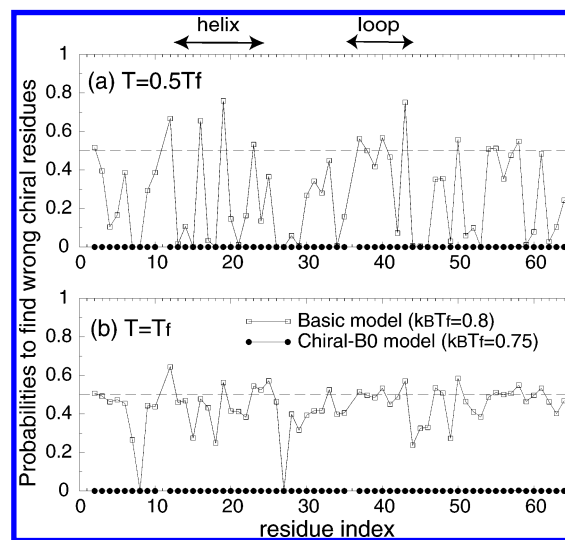 helix loop
1
(a) T=0.5Tf
0.8
0.6
0.4
0.2
0
0 10 20 30 40 50 60
1
(b) T=Tf
Basic model (kBTf=0.8)
0.8
Chiral-B0 model (kBTf=0.75)
0.6
0.4
0.2
0
0 10 20 30 40 50 60
residue index
Probabilities to find wrong chiral residues